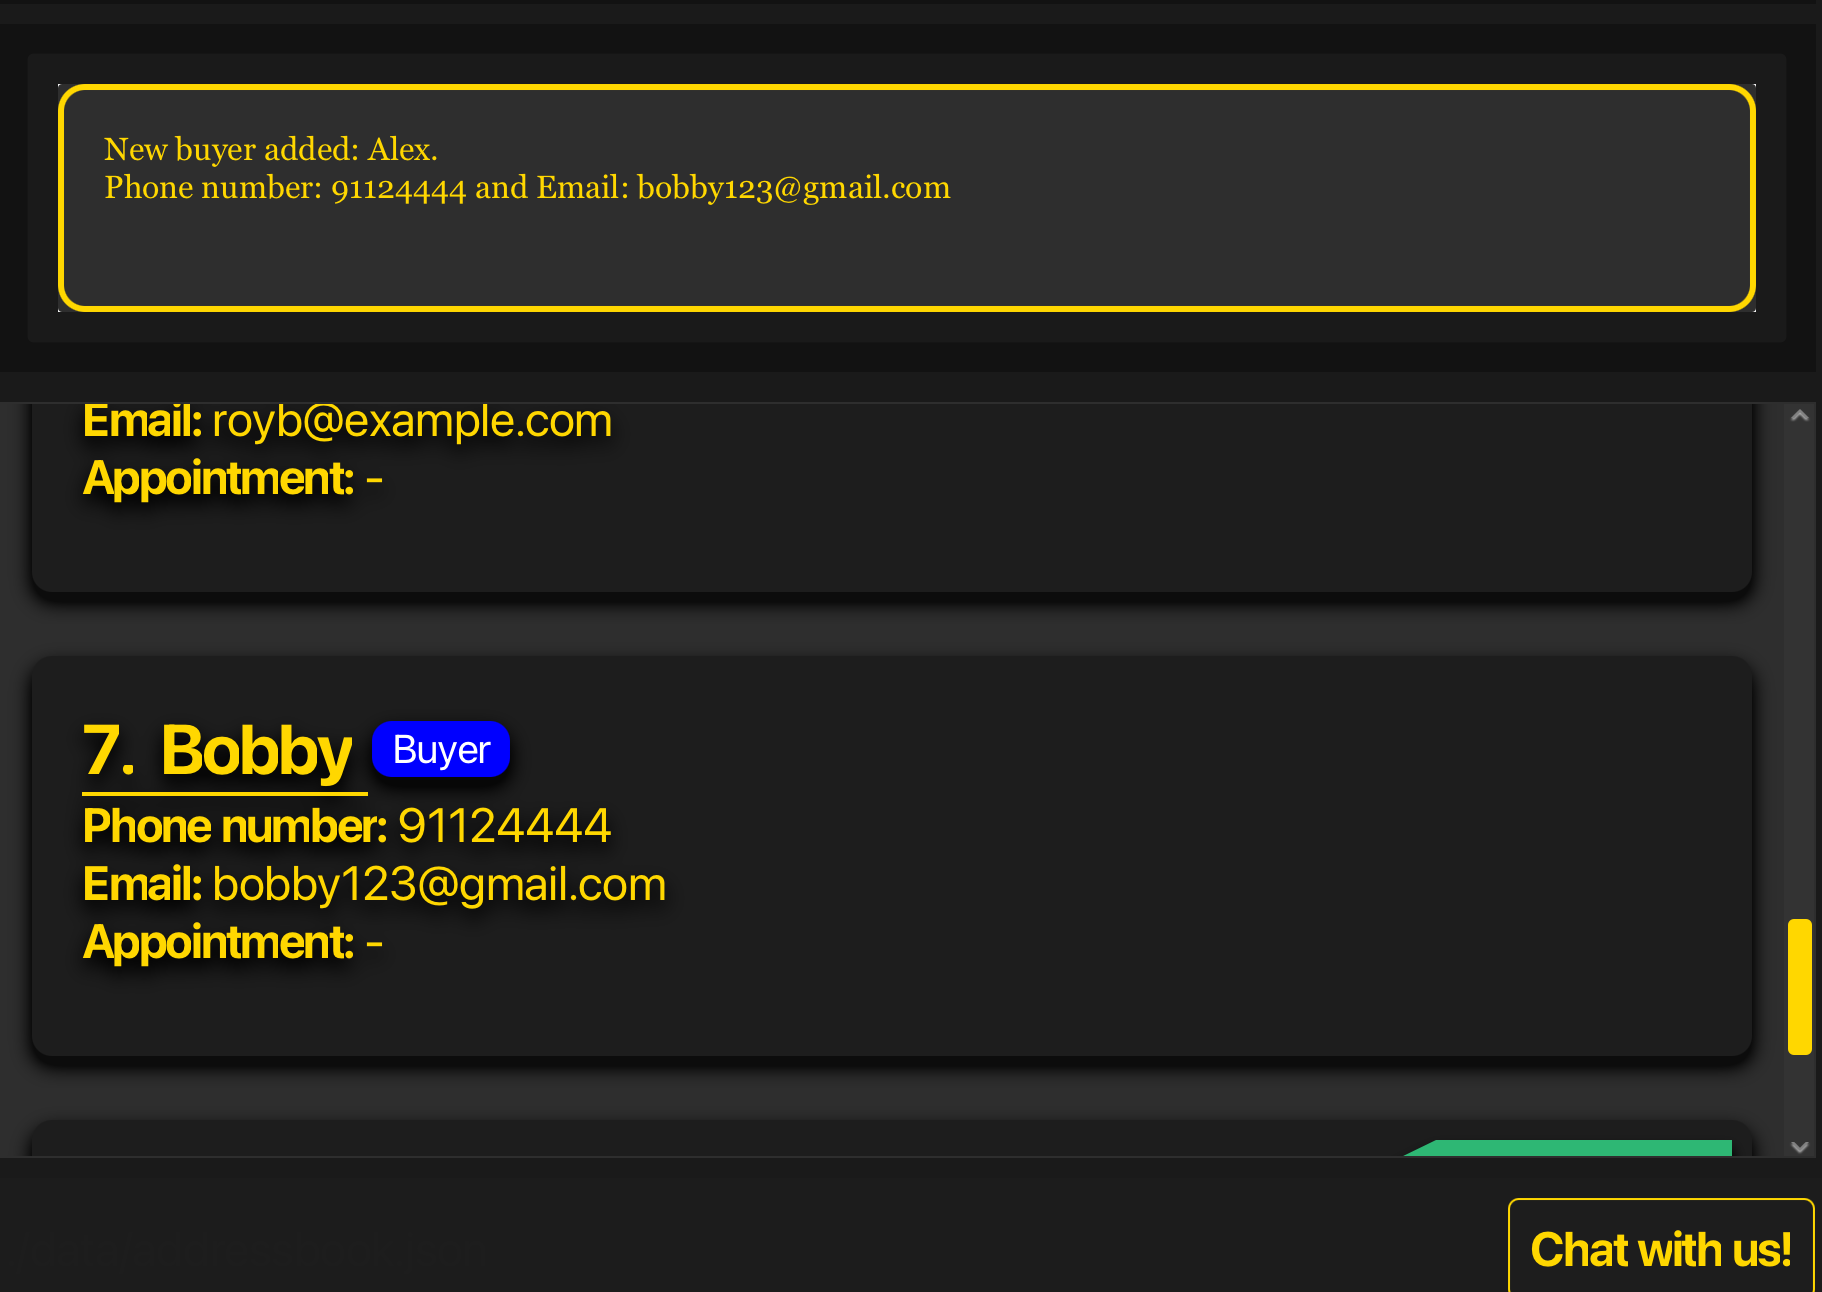 New buyer added: Alex.
Phone number: 91124444 and Email: bobby123@gmail.com
Email: royb@example.com
Appointment: -
7. Bobby Buyer
Phone number: 91124444
Email: bobby123@gmail.com
Appointment: -
Chat with us!